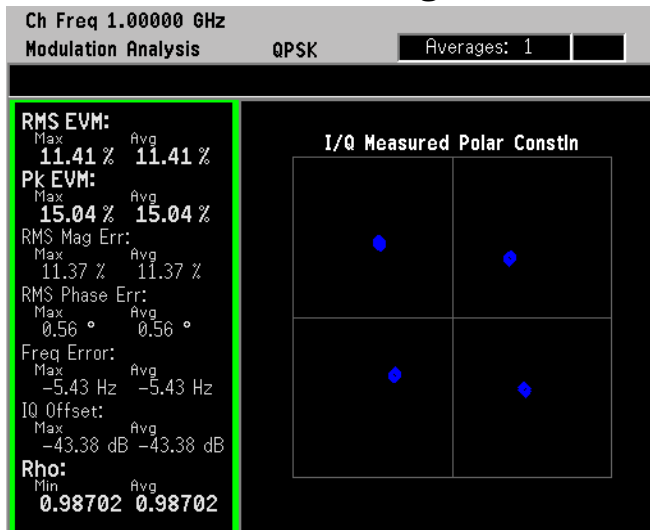 Ch Freq 1.00000 GHz
Modulation Analysis QPSK Averages: 1
RMS EVM:
Max Avg
11.41 % 11.41 %
Pk EVM:
Max Avg
15.04 % 15.04 %
RMS Mag Err:
Max Avg
11.37 % 11.37 %
RMS Phase Err:
Max Avg
0.56 ° 0.56 °
Freq Error:
Max Avg
-5.43 Hz -5.43 Hz
IQ Offset:
Max Avg
-43.38 dB -43.38 dB
Rho:
Min Avg
0.98702 0.98702
I/Q Measured Polar Constln